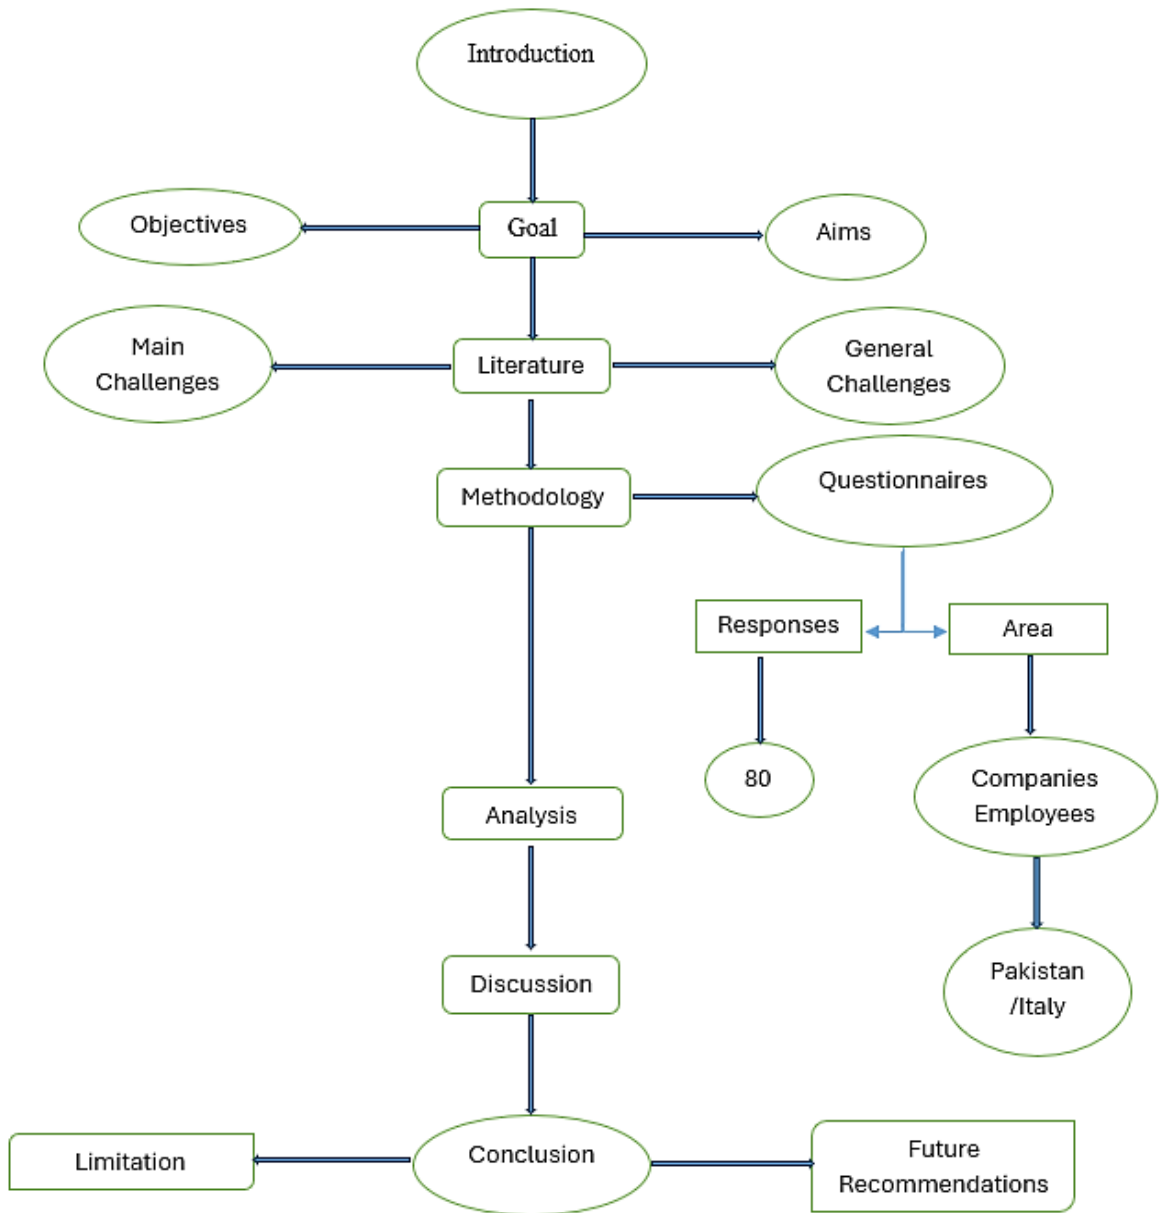 Introduction
Objectives
Goal
Aims
Main
Challenges
Literature
General
Challenges
Methodology
Questionnaires
Responses
Area
80
Companies
Employees
Analysis
Discussion
Pakistan
/Italy
Limitation
Conclusion
Future
Recommendations